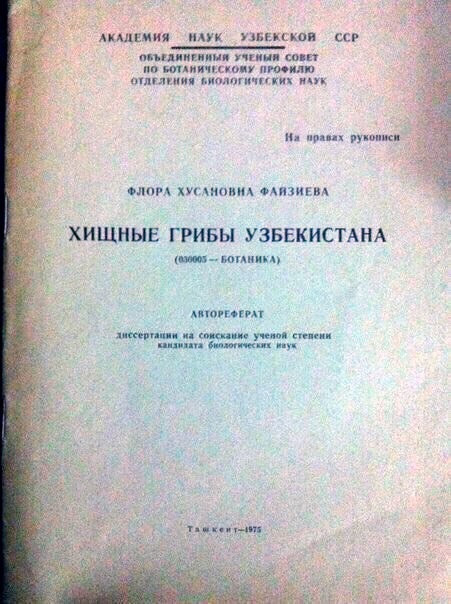 АКАДЕМИЯ НАУК УЗБЕКСКОЙ ССР
ОБЪЕДИНЕННЫЙ УЧЕНЫЙ СОВЕТ
ПО БОТАНИЧЕСКОМУ ПРОФИЛЮ
ОТДЕЛЕНИЯ БИОЛОГИЧЕСКИХ НАУК
На правах рукописи
ФЛОРА ХУСАНОВНА ФАЙЗИЕВА
ХИЩНЫЕ ГРИБЫ УЗБЕКИСТАНА
(030005 — БОТАНИКА)
АВТОРЕФЕРАТ
диссертации на соискание ученой степени
кандидата биологических наук
Ташкент—1975